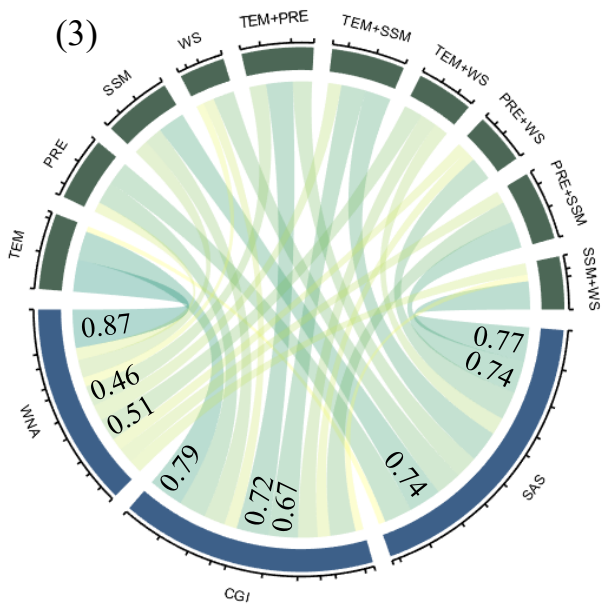 (3)
TEM
PRE
SSM
WS
TEM+PRE
TEM+SSM
TEM+WS
PRE+WS
PRE+SSM
SSM+WS
0.87
0.46
0.51
0.79
0.72
0.67
0.74
0.77
0.74
WNA
CGI
SAS